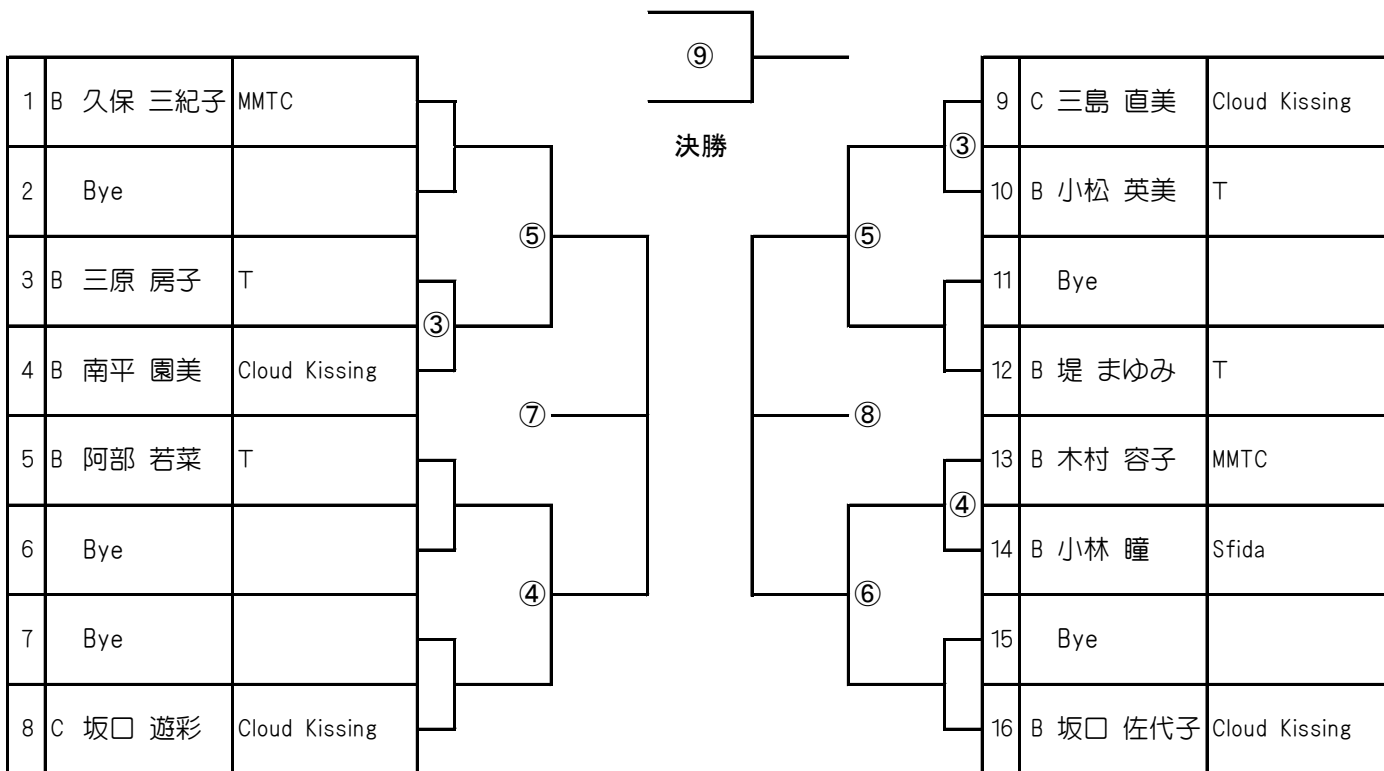 ⑨
決勝
1 B 久保 三紀子 MMTC
2 Bye
3 B 三原 房子 T
4 B 南平 園美 Cloud Kissing
5 B 阿部 若菜 T
6 Bye
7 Bye
8 C 坂口 遊彩 Cloud Kissing
③
⑤
④
⑦
9 C 三島 直美 Cloud Kissing
10 B 小松 英美 T
11 Bye
12 B 堤 まゆみ T
13 B 木村 容子 MMTC
14 B 小林 瞳 Sfida
15 Bye
16 B 坂口 佐代子 Cloud Kissing
③
⑤
④
⑥
⑧